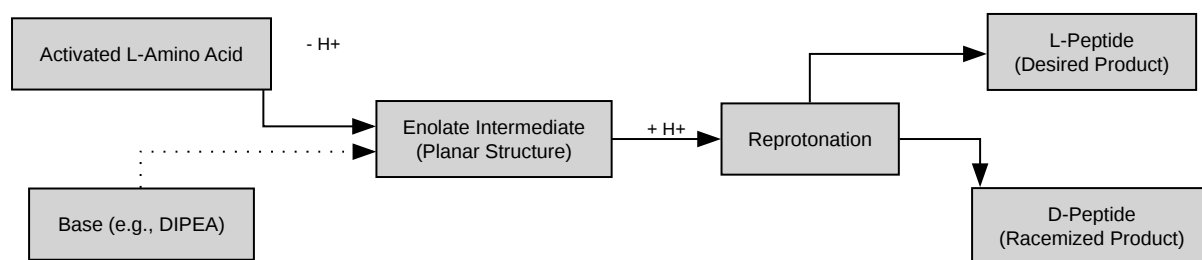 Activated L-Amino Acid
- H+
Base (e.g., DIPEA)
Enolate Intermediate
(Planar Structure)
+ H+
Reprotonation
L-Peptide
(Desired Product)
D-Peptide
(Racemized Product)